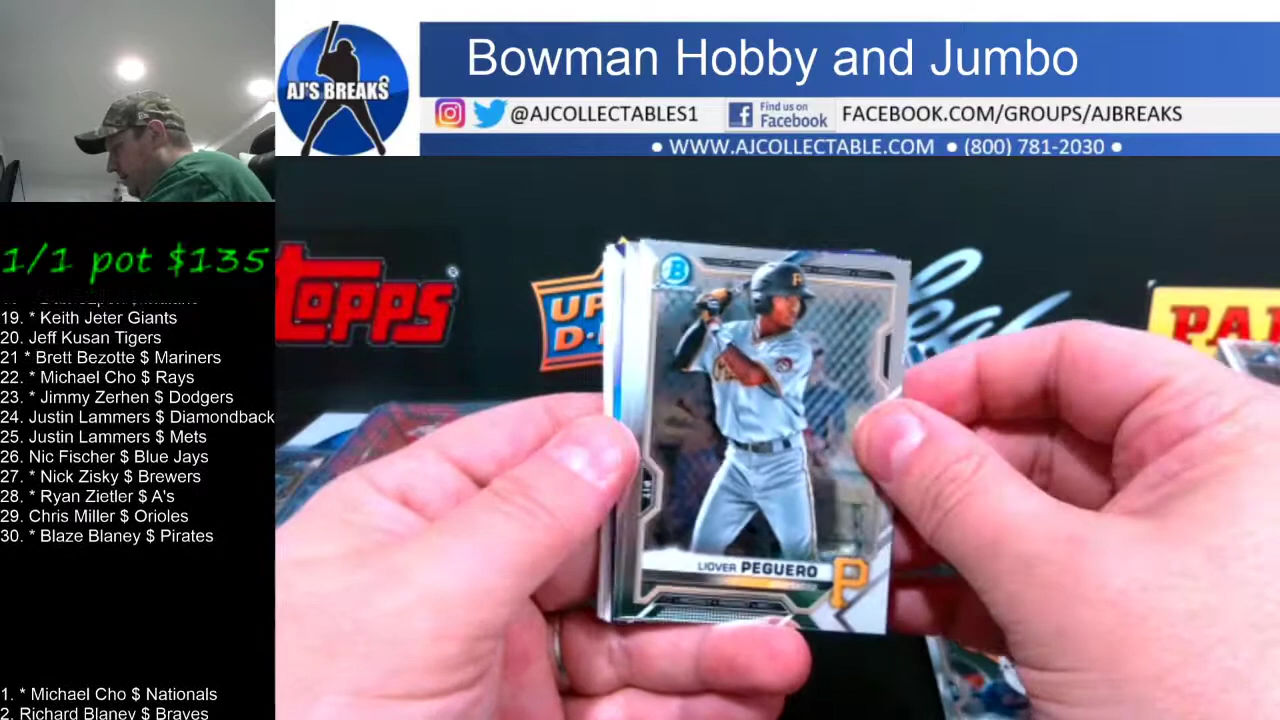 Bowman Hobby and Jumbo
AJ'S BREAKS
@AJCOLLECTABLES1
Find us on
Facebook
FACEBOOK.COM/GROUPS/AJBREAKS
• WWW.AJCOLLECTABLE.COM • (800) 781-2030 •
1/1 pot $135
19. * Keith Jeter Giants
20. Jeff Kusan Tigers
21 * Brett Bezotte $ Mariners
22. * Michael Cho $ Rays
23. * Jimmy Zerhen $ Dodgers
24. Justin Lammers $ Diamondback
25. Justin Lammers $ Mets
26. Nic Fischer $ Blue Jays
27. * Nick Zisky $ Brewers
28. * Ryan Zietler $ A's
29. Chris Miller $ Orioles
30. * Blaze Blaney $ Pirates
1. * Michael Cho $ Nationals
2. Richard Blaney $ Braves
TOPPS
UP
D
B
P
PIT
LIOVER PEGUERO
P
PAN